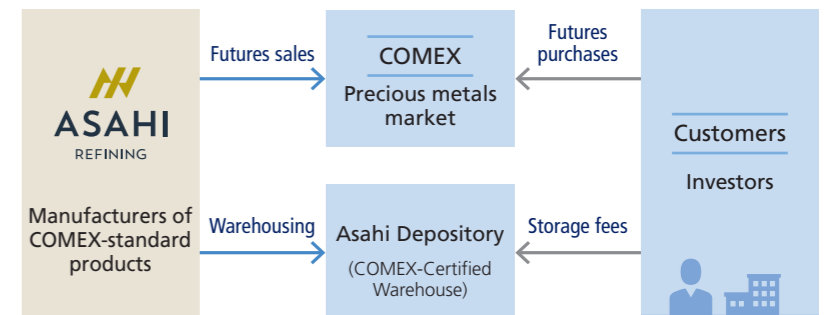 ASAHI
REFINING
Manufacturers of
COMEX-standard
products
Futures sales
Warehousing
COMEX
Precious metals
market
Asahi Depository
(COMEX-Certified
Warehouse)
Futures
purchases
Storage fees
Customers
Investors